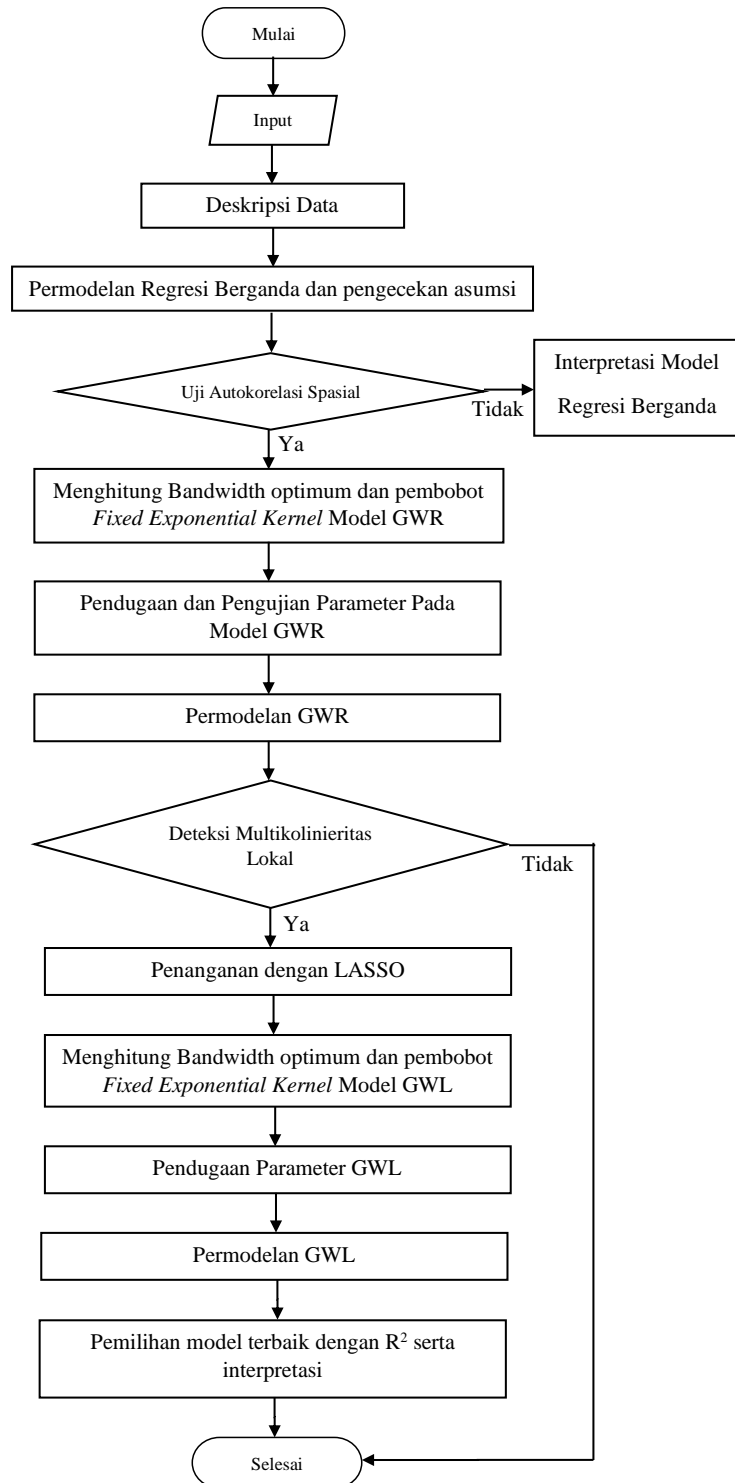 Mulai
Input
Deskripsi Data
Permodelan Regresi Berganda dan pengecekan asumsi
Uji Autokorelasi Spasial
Tidak
Interpretasi Model
Regresi Berganda
Ya
Menghitung Bandwidth optimum dan pembobot
Fixed Exponential Kernel Model GWR
Pendugaan dan Pengujian Parameter Pada
Model GWR
Permodelan GWR
Deteksi Multikolinieritas
Lokal
Tidak
Ya
Penanganan dengan LASSO
Menghitung Bandwidth optimum dan pembobot
Fixed Exponential Kernel Model GWL
Pendugaan Parameter GWL
Permodelan GWL
Pemilihan model terbaik dengan R² serta
interpretasi
Selesai